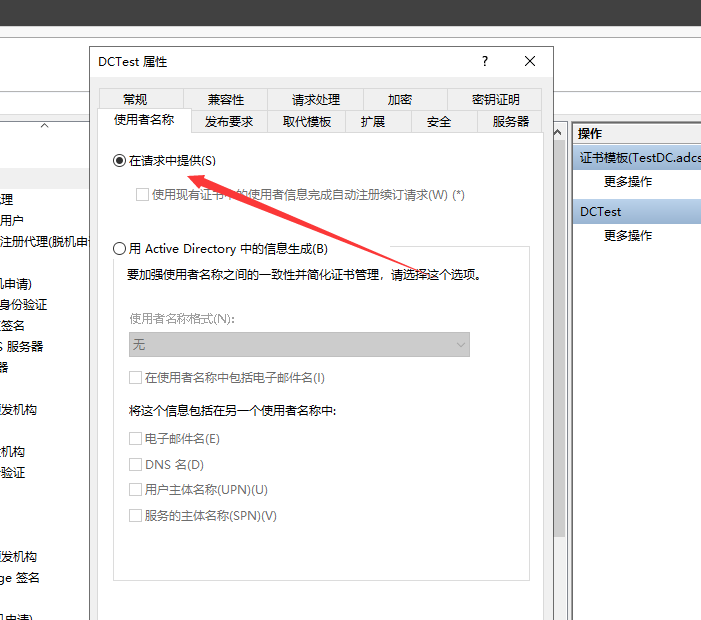 DCTest 属性
?
常规 兼容性 请求处理 加密 密钥证明
使用者名称 发布要求 取代模板 扩展 安全 服务器
在请求中提供(S)
使用现有证书中的使用者信息完成自动注册续订请求(W) (*)
用 Active Directory 中的信息生成(B)
要加强使用者名称之间的一致性并简化证书管理，请选择这个选项。
使用者名称格式(N):
无
在使用者名称中包括电子邮件名(I)
将这个信息包括在另一个使用者名称中:
电子邮件名(E)
DNS 名(D)
用户主体名称(UPN)(U)
服务的主体名称(SPN)(V)
理
用户
注册代理(脱机申
机申请)
身份验证
签名
S 服务器
器
发机构
机构
验证
发机构
ge 签名
机申请)
操作
证书模板(TestDC.adcs
更多操作
DCTest
更多操作